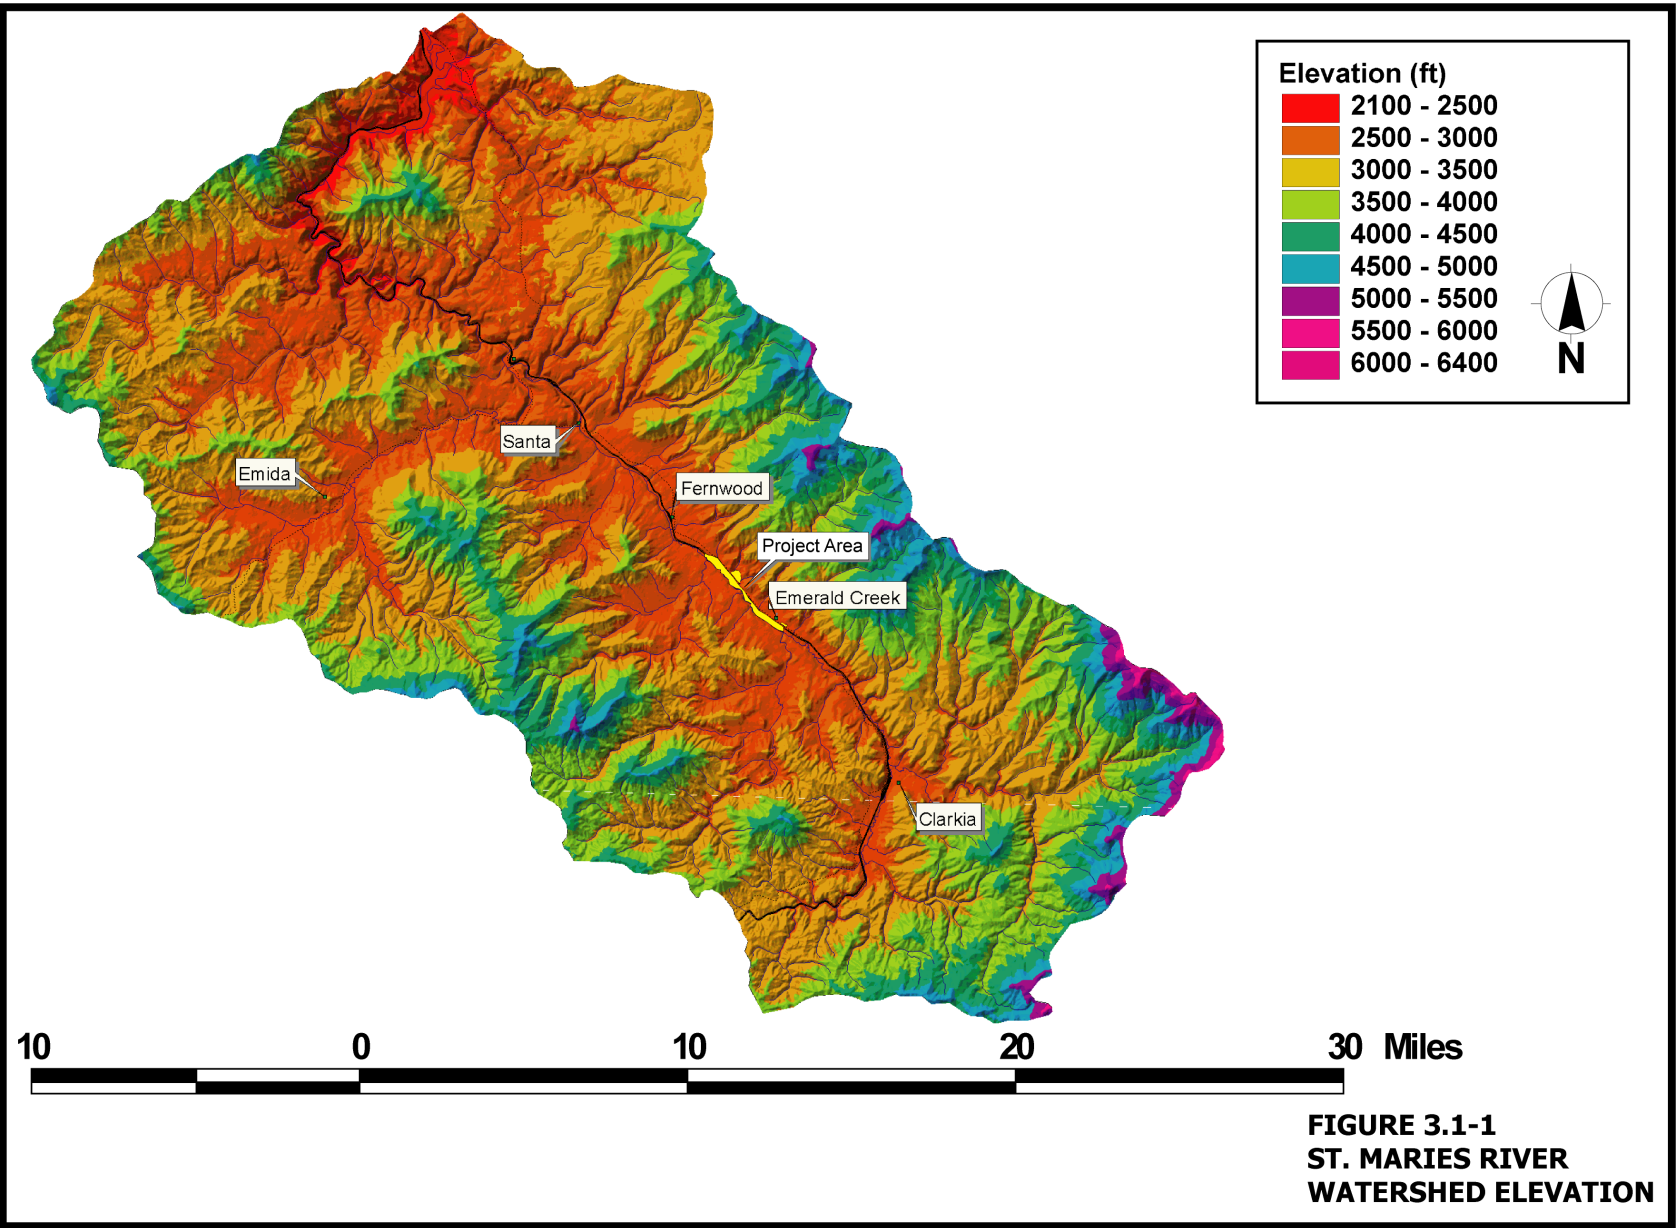 Elevation (ft)
2100 - 2500
2500 - 3000
3000 - 3500
3500 - 4000
4000 - 4500
4500 - 5000
5000 - 5500
5500 - 6000
6000 - 6400
N
Santa
Emida
Fernwood
Project Area
Emerald Creek
Clarkia
10 0 10 20 30 Miles
FIGURE 3.1-1
ST. MARIES RIVER
WATERSHED ELEVATION